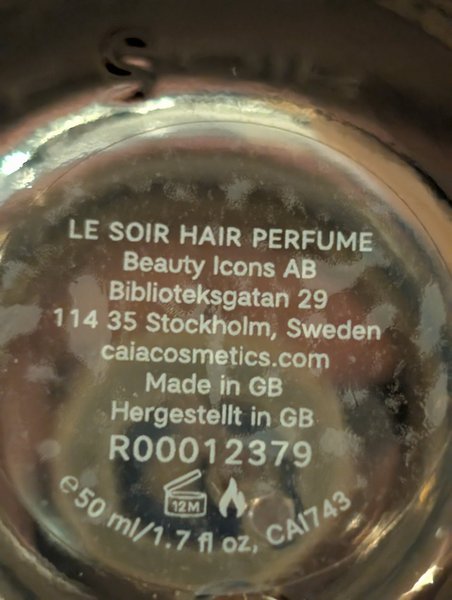 LE SOIR HAIR PERFUME
Beauty Icons AB
Biblioteksgatan 29
114 35 Stockholm, Sweden
caiacosmetics.com
Made in GB
Hergestellt in GB
R00012379
12M
℮50 ml/1.7 fl oz, CAI743